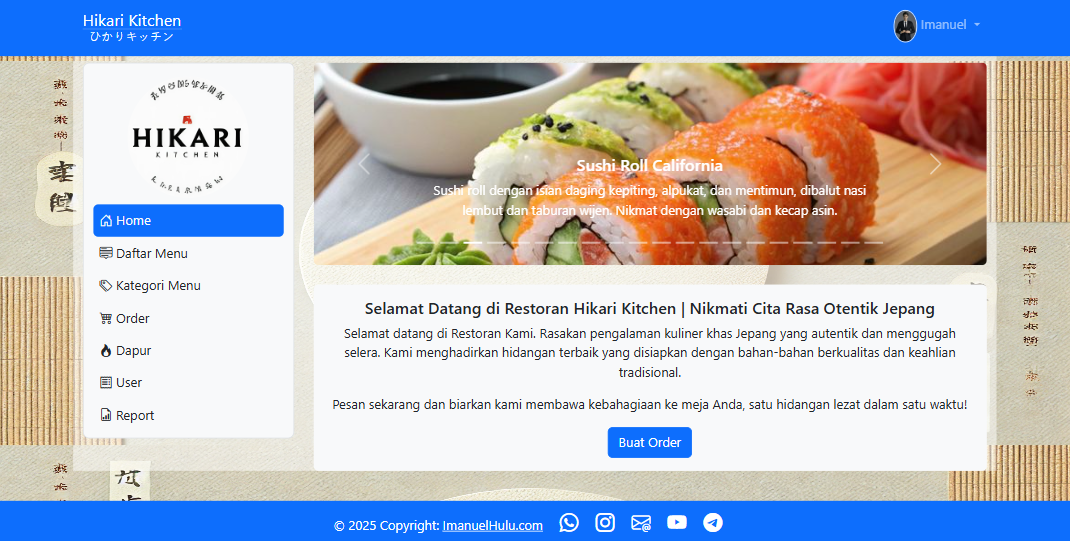 Hikari Kitchen
ひかりキッチン
Imanuel
HIKARI
KITCHEN
Home
Daftar Menu
Kategori Menu
Order
Dapur
User
Report
Sushi Roll California
Sushi roll dengan isian daging kepiting, alpukat, dan mentimun, dibalut nasi
lembut dan taburan wijen. Nikmat dengan wasabi dan kecap asin.
Selamat Datang di Restoran Hikari Kitchen | Nikmati Cita Rasa Otentik Jepang
Selamat datang di Restoran Kami. Rasakan pengalaman kuliner khas Jepang yang autentik dan menggugah
selera. Kami menghadirkan hidangan terbaik yang disiapkan dengan bahan-bahan berkualitas dan keahlian
tradisional.
Pesan sekarang dan biarkan kami membawa kebahagiaan ke meja Anda, satu hidangan lezat dalam satu waktu!
Buat Order
© 2025 Copyright: ImanuelHulu.com